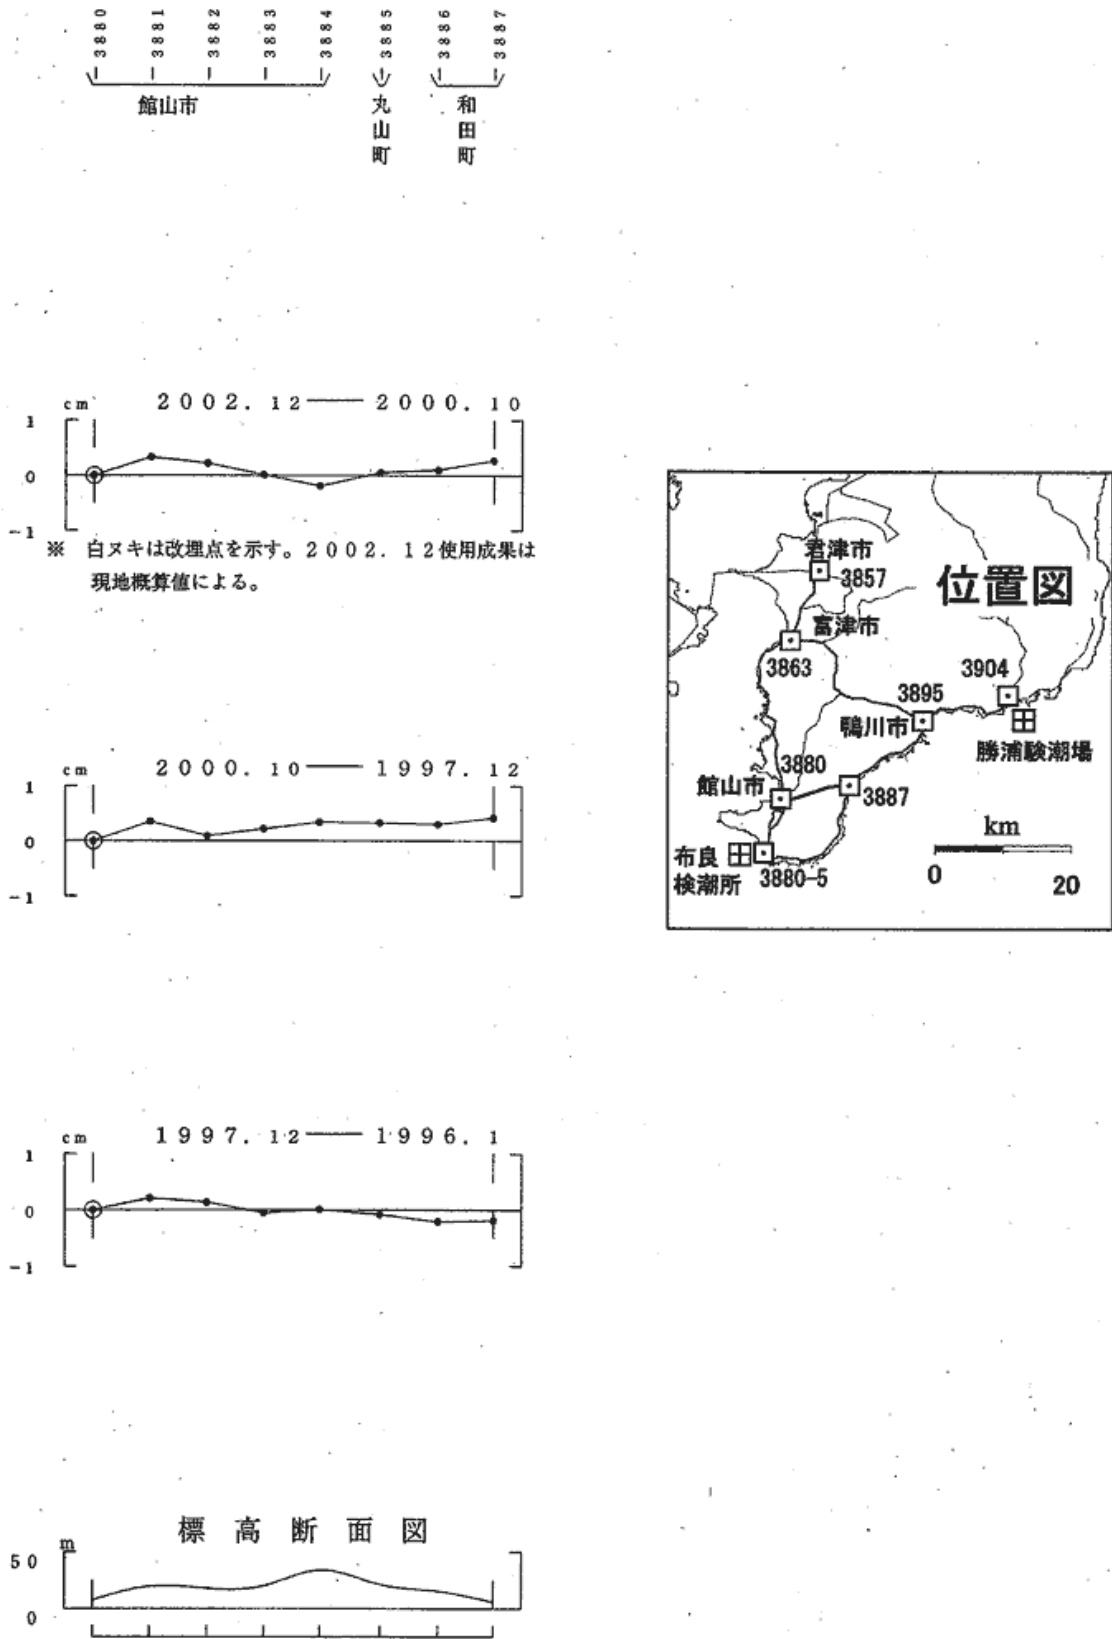 3880 3881 3882 3883 3884 3885 3886 3887
館山市 丸山町 和田町
cm 2002.12 —— 2000.10
1
0
-1
※ 白ヌキは改埋点を示す。2002.12使用成果は
現地概算値による。
cm 2000.10 —— 1997.12
1
0
-1
cm 1997.12 —— 1996.1
1
0
-1
標高断面図
m
50
0
位置図
君津市
3857
富津市
3863
3904
3895
鴨川市
勝浦験潮場
3880
館山市
3887
布良
検潮所
3880-5
km
0 20